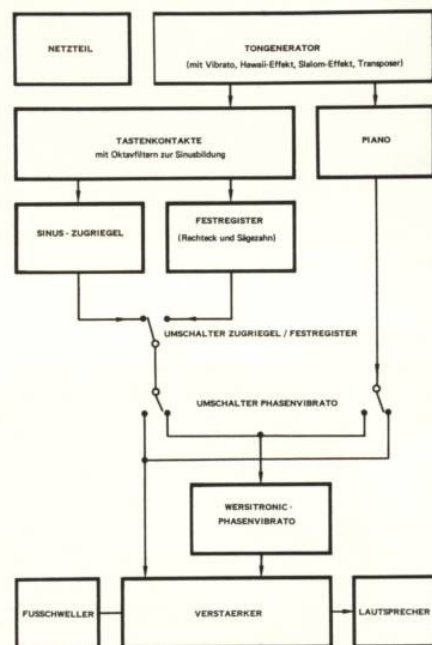 NETZTEIL
TONGENERATOR
(mit Vibrato, Hawaii-Effekt, Slalom-Effekt, Transposer)
TASTENKONTAKTE
mit Oktavfiltern zur Sinusbildung
PIANO
SINUS - ZUGRIEGEL
FESTREGISTER
(Rechteck und Sägezahn)
UMSCHALTER ZUGRIEGEL / FESTREGISTER
UMSCHALTER PHASENVIBRATO
WERSITRONIC -
PHASENVIBRATO
FUSSCHWELLER
VERSTAERKER
LAUTSPRECHER